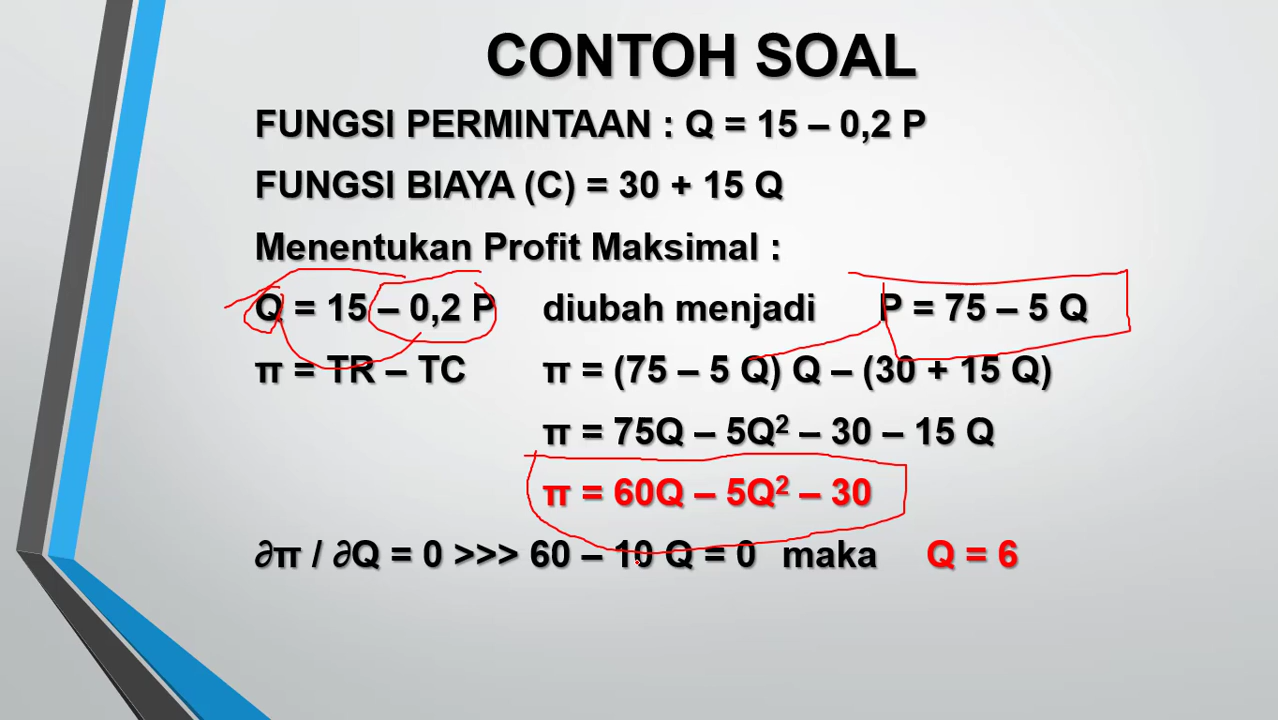 CONTOH SOAL
FUNGSI PERMINTAAN : Q = 15 – 0,2 P
FUNGSI BIAYA (C) = 30 + 15 Q
Menentukan Profit Maksimal :
Q = 15 – 0,2 P diubah menjadi P = 75 – 5 Q
π = TR – TC π = (75 – 5 Q) Q – (30 + 15 Q)
π = 75Q – 5Q² – 30 – 15 Q
π = 60Q – 5Q² – 30
∂π / ∂Q = 0 >>> 60 – 10 Q = 0 maka Q = 6